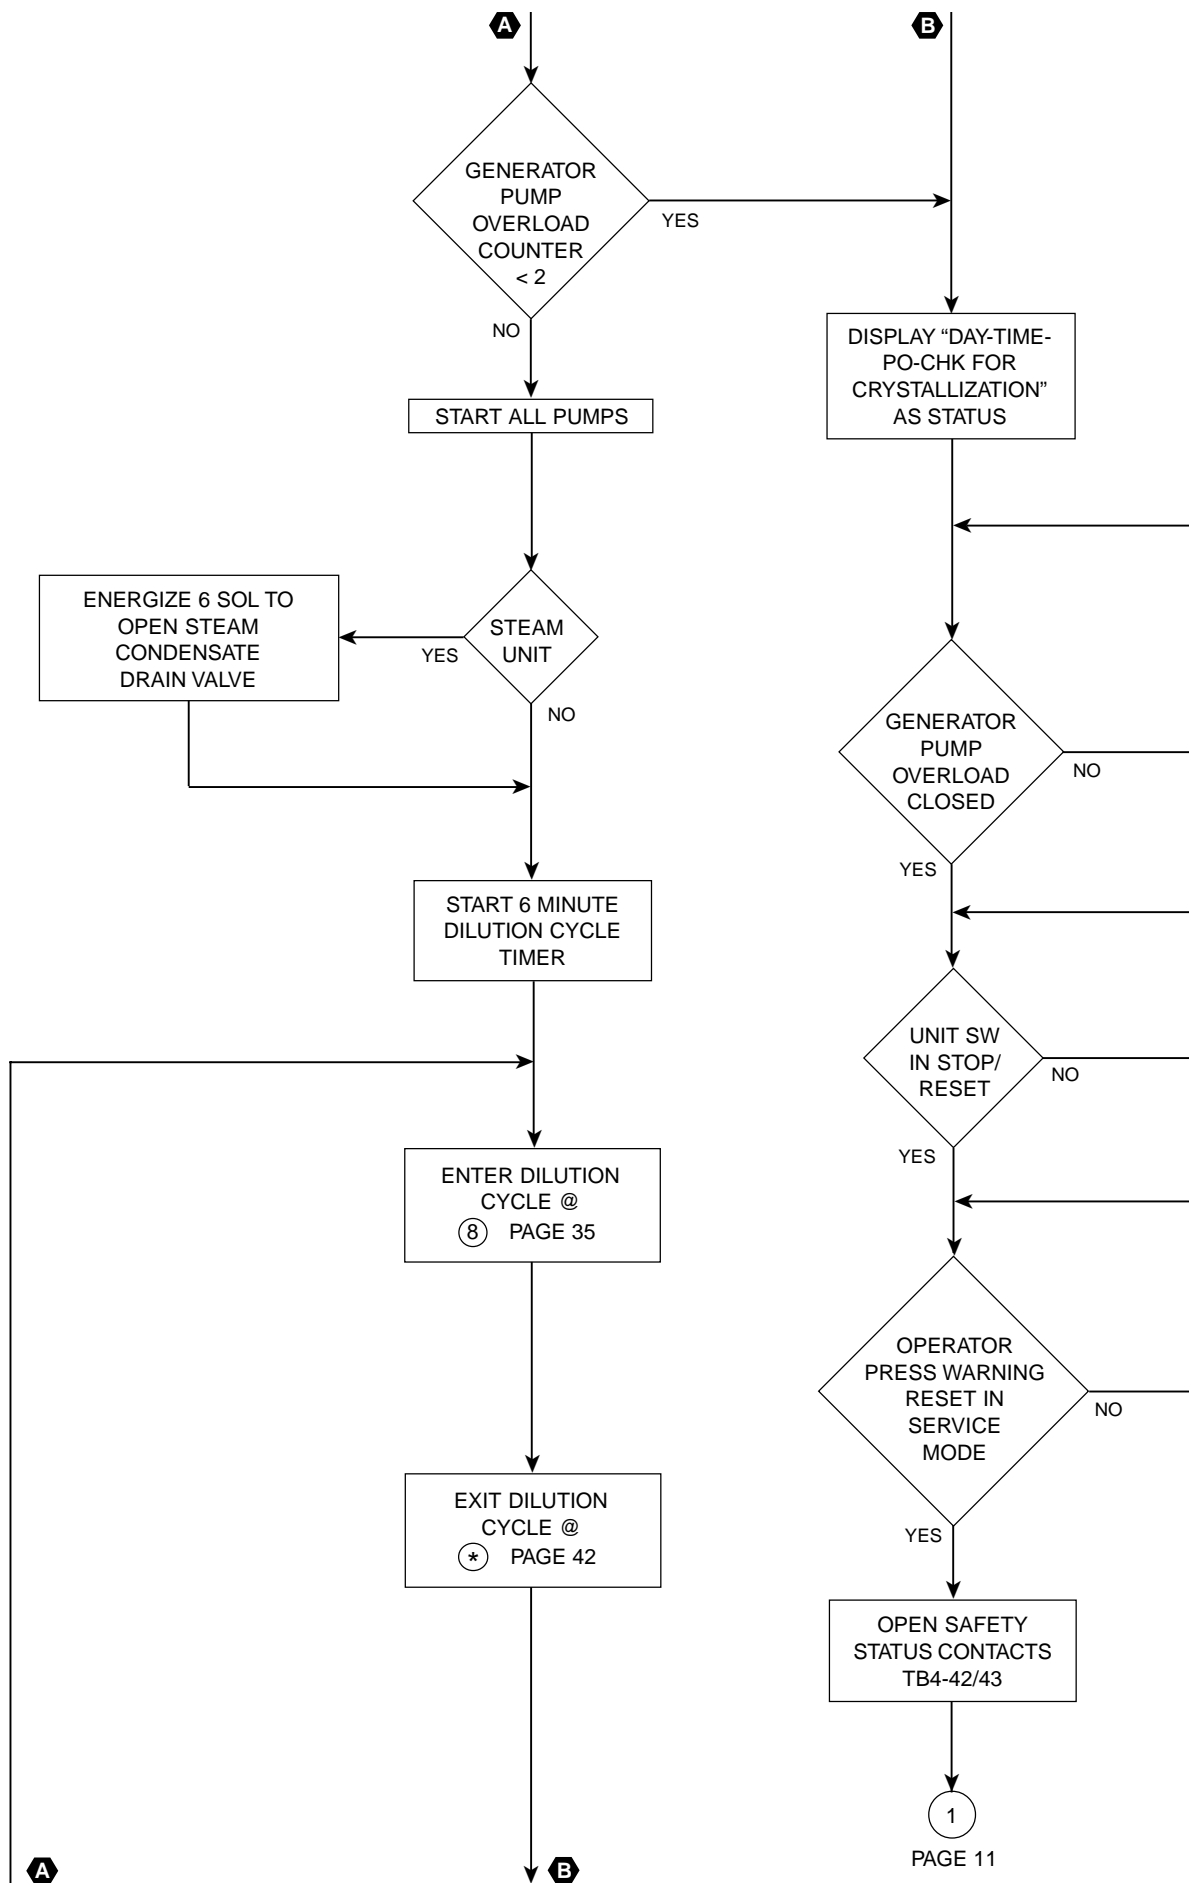 A
GENERATOR
PUMP
OVERLOAD
COUNTER
< 2
YES
NO
START ALL PUMPS
STEAM
UNIT
YES
NO
ENERGIZE 6 SOL TO
OPEN STEAM
CONDENSATE
DRAIN VALVE
START 6 MINUTE
DILUTION CYCLE
TIMER
ENTER DILUTION
CYCLE @
8 PAGE 35
EXIT DILUTION
CYCLE @
* PAGE 42
A
B
B
DISPLAY “DAY-TIME-
PO-CHK FOR
CRYSTALLIZATION”
AS STATUS
GENERATOR
PUMP
OVERLOAD
CLOSED
NO
YES
UNIT SW
IN STOP/
RESET
NO
YES
OPERATOR
PRESS WARNING
RESET IN
SERVICE
MODE
NO
YES
OPEN SAFETY
STATUS CONTACTS
TB4-42/43
1
PAGE 11